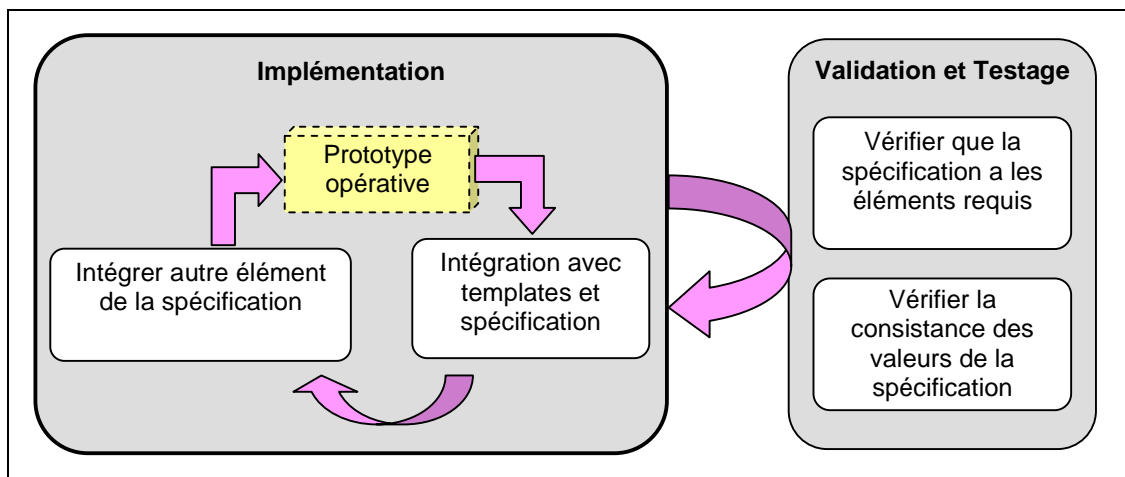 Implémentation
Prototype
opérative
Intégrer autre élément
de la spécification
Intégration avec
templates et
spécification
Validation et Testage
Vérifier que la
spécification a les
éléments requis
Vérifier la
consistance des
valeurs de la
spécification